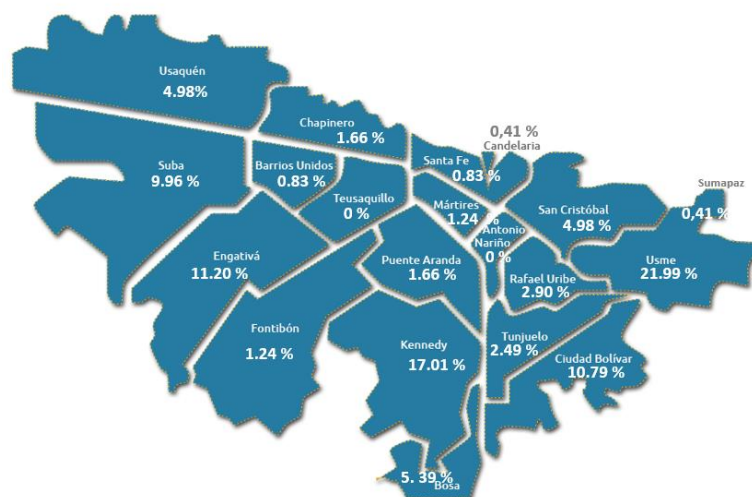 Usaquén
4.98%
Chapinero
1.66 %
0,41 %
Candelaria
Suba
9.96 %
Barrios Unidos
0.83 %
Santa Fe
0.83 %
Teusaquillo
0 %
Mártires
1.24 %
Antonio
Nariño
0 %
San Cristóbal
4.98 %
Sumapaz
0,41 %
Engativá
11.20 %
Puente Aranda
1.66 %
Rafael Uribe
2.90 %
Usme
21.99 %
Fontibón
1.24 %
Kennedy
17.01 %
Tunjuelo
2.49 %
Ciudad Bolívar
10.79 %
5. 39 %
Bosa